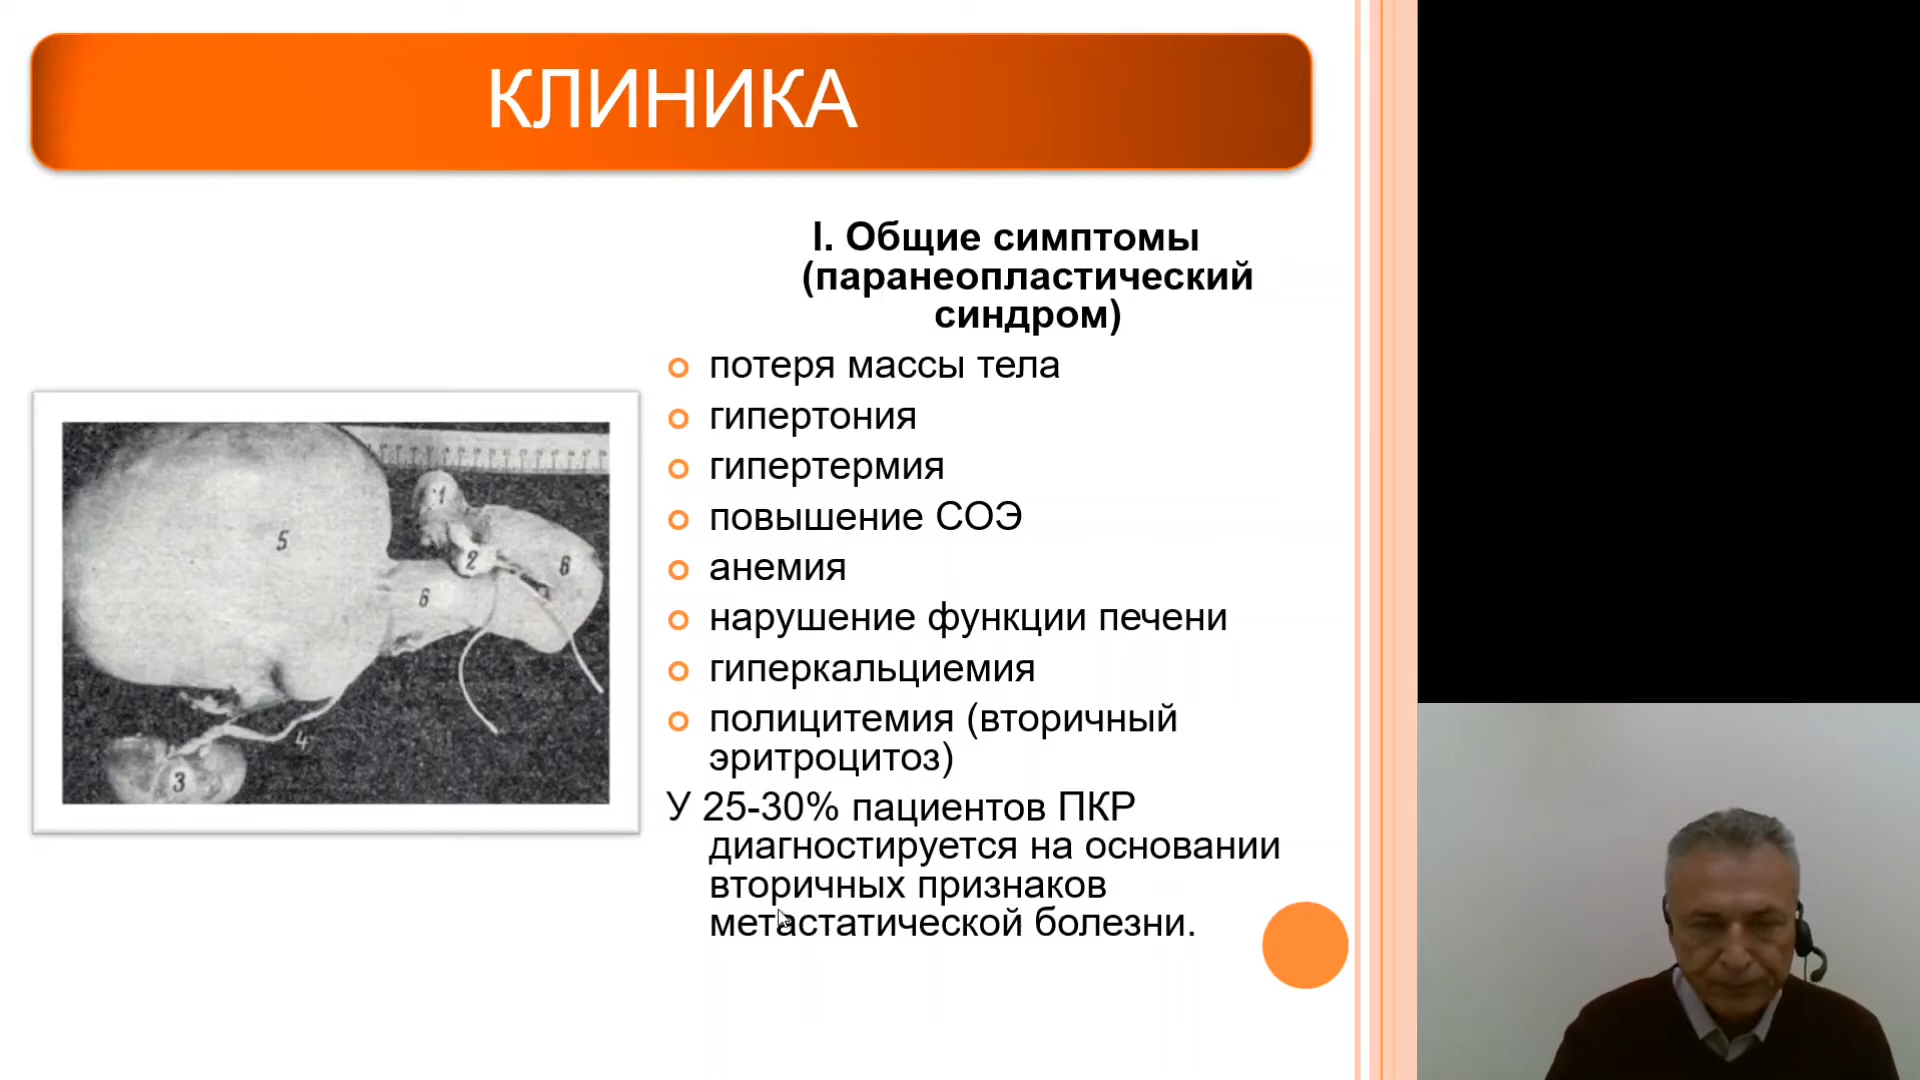 КЛИНИКА
I. Общие симптомы
(паранеопластический
синдром)
потеря массы тела
гипертония
гипертермия
повышение СОЭ
анемия
нарушение функции печени
гиперкальциемия
полицитемия (вторичный
эритроцитоз)
У 25-30% пациентов ПКР
диагностируется на основании
вторичных признаков
метастатической болезни.
1
5
2
6
6
4
3